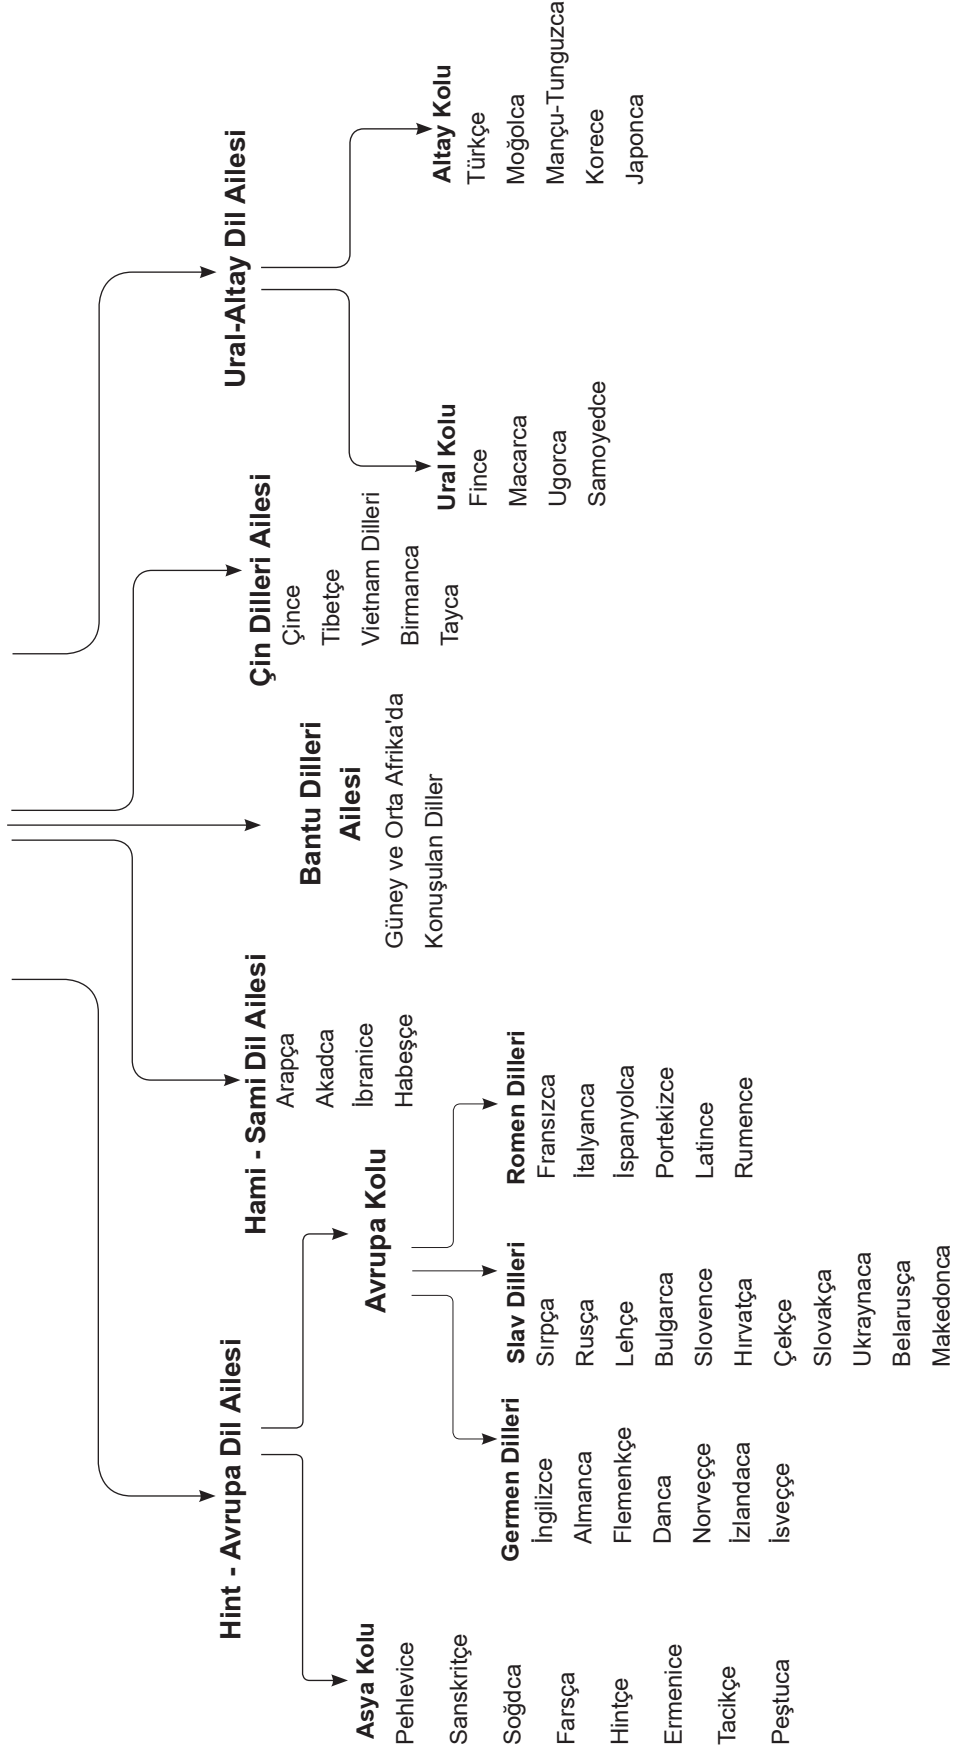 Hint - Avrupa Dil Ailesi
Asya Kolu
Pehlevice
Sanskritçe
Soğdca
Farsça
Hintçe
Ermenice
Tacikçe
Peştuca
Avrupa Kolu
Germen Dilleri
İngilizce
Almanca
Flemenkçe
Danca
Norveççe
İzlandaca
İsveççe
Slav Dilleri
Sırpça
Rusça
Lehçe
Bulgarca
Slovence
Hırvatça
Çekçe
Slovakça
Ukraynaca
Belarusça
Makedonca
Romen Dilleri
Fransızca
İtalyanca
İspanyolca
Portekizce
Latince
Rumence
Hami - Sami Dil Ailesi
Arapça
Akadca
İbranice
Habeşçe
Bantu Dilleri
Ailesi
Güney ve Orta Afrika'da
Konuşulan Diller
Çin Dilleri Ailesi
Çince
Tibetçe
Vietnam Dilleri
Birmanca
Tayca
Ural-Altay Dil Ailesi
Ural Kolu
Fince
Macarca
Ugorca
Samoyedce
Altay Kolu
Türkçe
Moğolca
Mançu-Tunguzca
Korece
Japonca